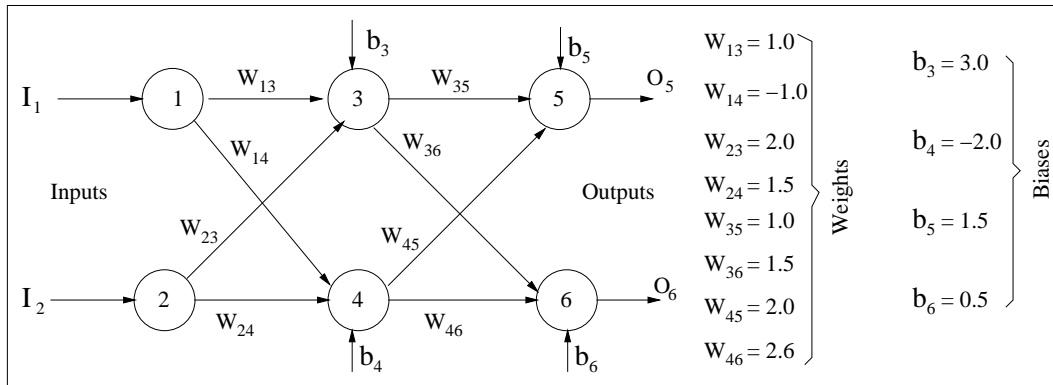 b₃
b₅
I₁
1
W₁₃
3
W₃₅
5
O₅
W₁₄
W₃₆
Inputs
Outputs
W₂₃
W₄₅
I₂
2
W₂₄
4
W₄₆
6
O₆
b₄
b₆
W₁₃ = 1.0
W₁₄ = −1.0
W₂₃ = 2.0
W₂₄ = 1.5
W₃₅ = 1.0
W₃₆ = 1.5
W₄₅ = 2.0
W₄₆ = 2.6
Weights
b₃ = 3.0
b₄ = −2.0
b₅ = 1.5
b₆ = 0.5
Biases